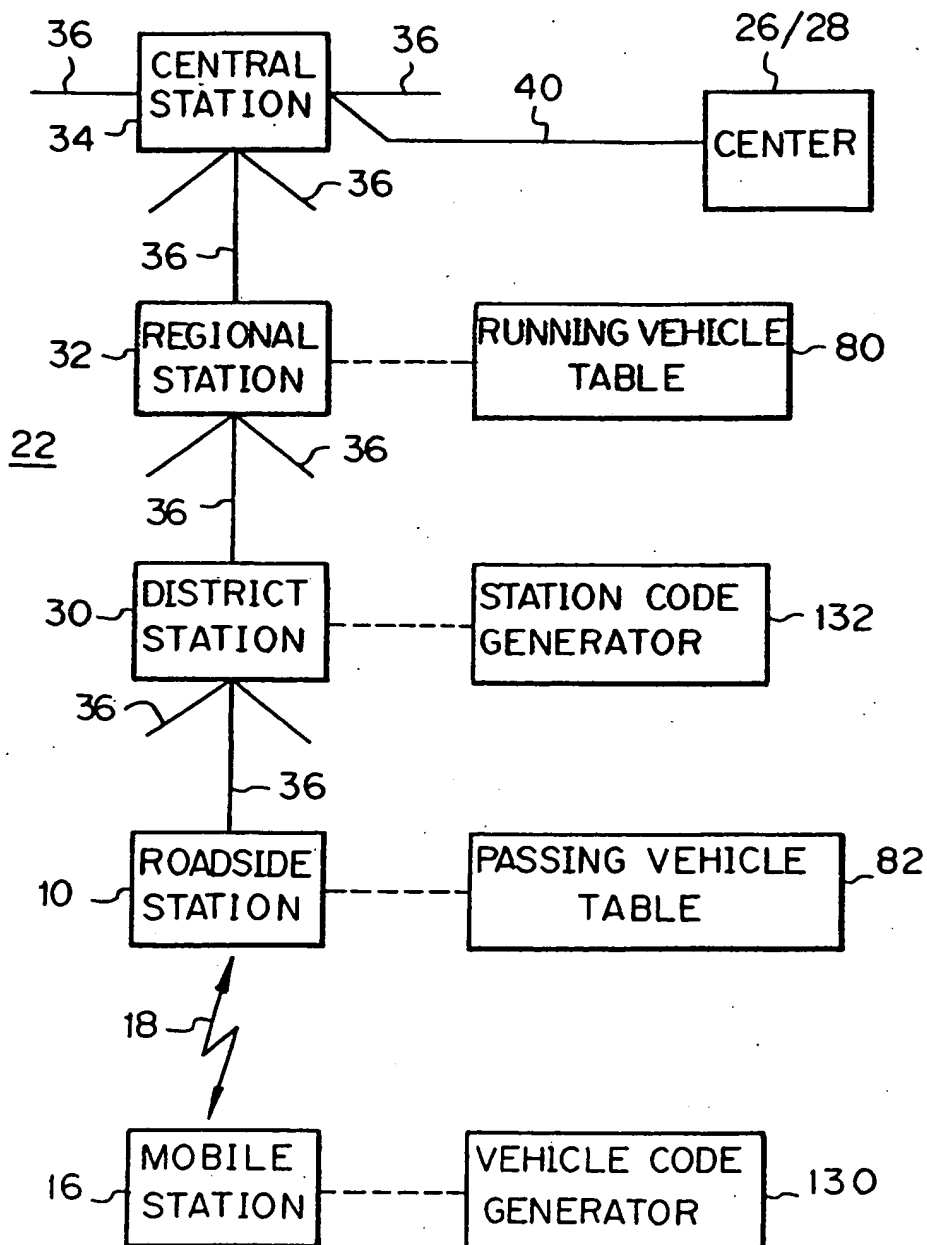 36
CENTRAL
STATION
34
36
40
26/28
CENTER
36
36
32
REGIONAL
STATION
RUNNING VEHICLE
TABLE
80
22
36
36
30
DISTRICT
STATION
STATION CODE
GENERATOR
132
36
36
10
ROADSIDE
STATION
PASSING VEHICLE
TABLE
82
18
16
MOBILE
STATION
VEHICLE CODE
GENERATOR
130